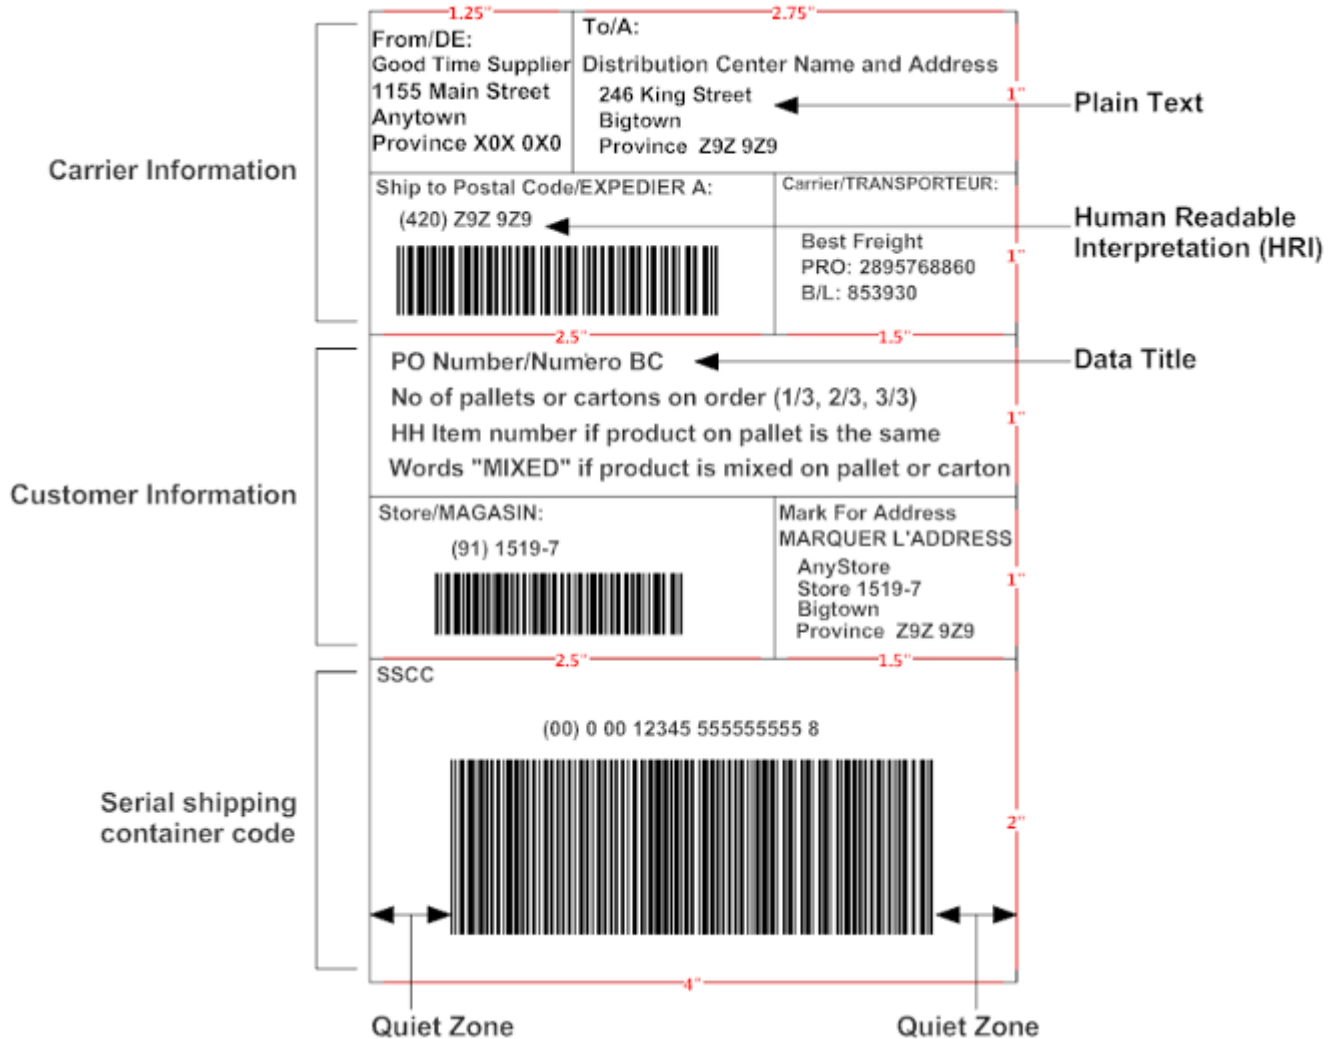 1.25"
2.75"
From/DE:
Good Time Supplier
1155 Main Street
Anytown
Province X0X 0X0
To/A:
Distribution Center Name and Address
246 King Street
Bigtown
Province Z9Z 9Z9
1"
Plain Text
Carrier Information
Ship to Postal Code/EXPEDIER A:
(420) Z9Z 9Z9
Carrier/TRANSPORTEUR:
Best Freight
PRO: 2895768860
B/L: 853930
1"
Human Readable
Interpretation (HRI)
2.5"
1.5"
PO Number/Numèro BC
No of pallets or cartons on order (1/3, 2/3, 3/3)
HH Item number if product on pallet is the same
Words "MIXED" if product is mixed on pallet or carton
1"
Data Title
Customer Information
Store/MAGASIN:
(91) 1519-7
Mark For Address
MARQUER L'ADDRESS
AnyStore
Store 1519-7
Bigtown
Province Z9Z 9Z9
1"
2.5"
1.5"
SSCC
(00) 0 00 12345 5555555555 8
Serial shipping
container code
2"
4"
Quiet Zone
Quiet Zone